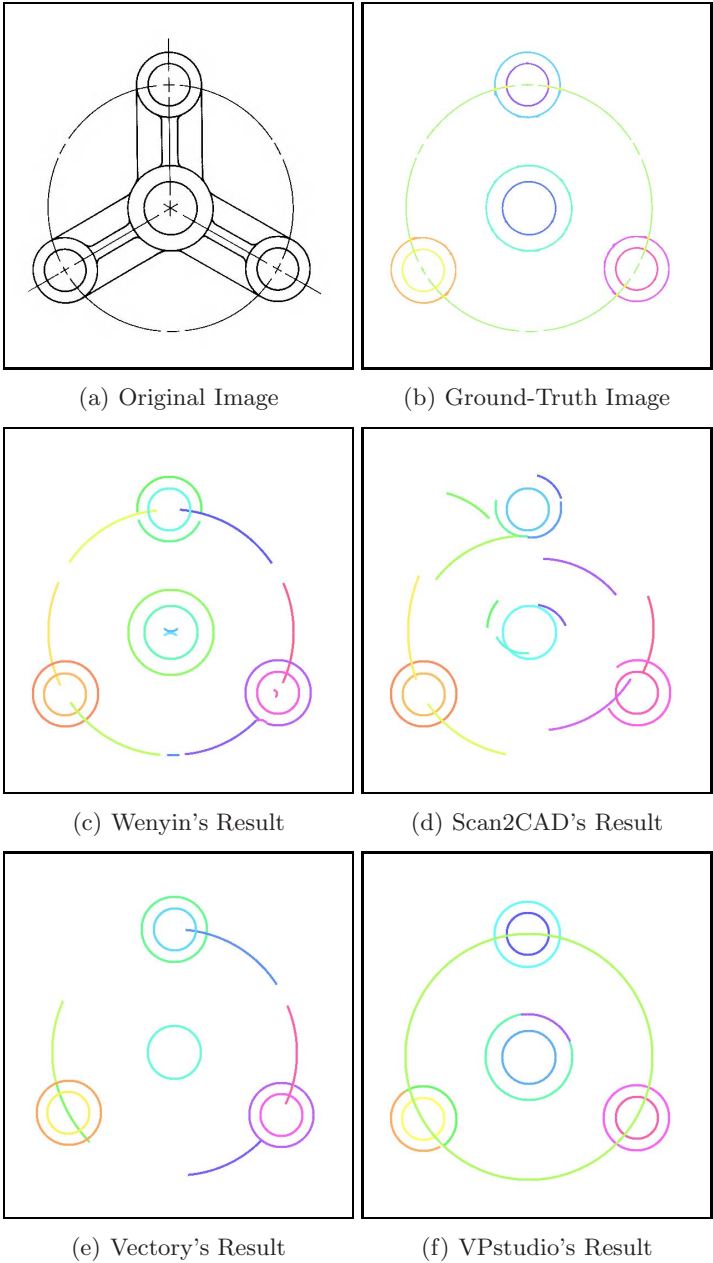 (a) Original Image
(b) Ground-Truth Image
(c) Wenyin's Result
(d) Scan2CAD's Result
(e) Vectory's Result
(f) VPstudio's Result